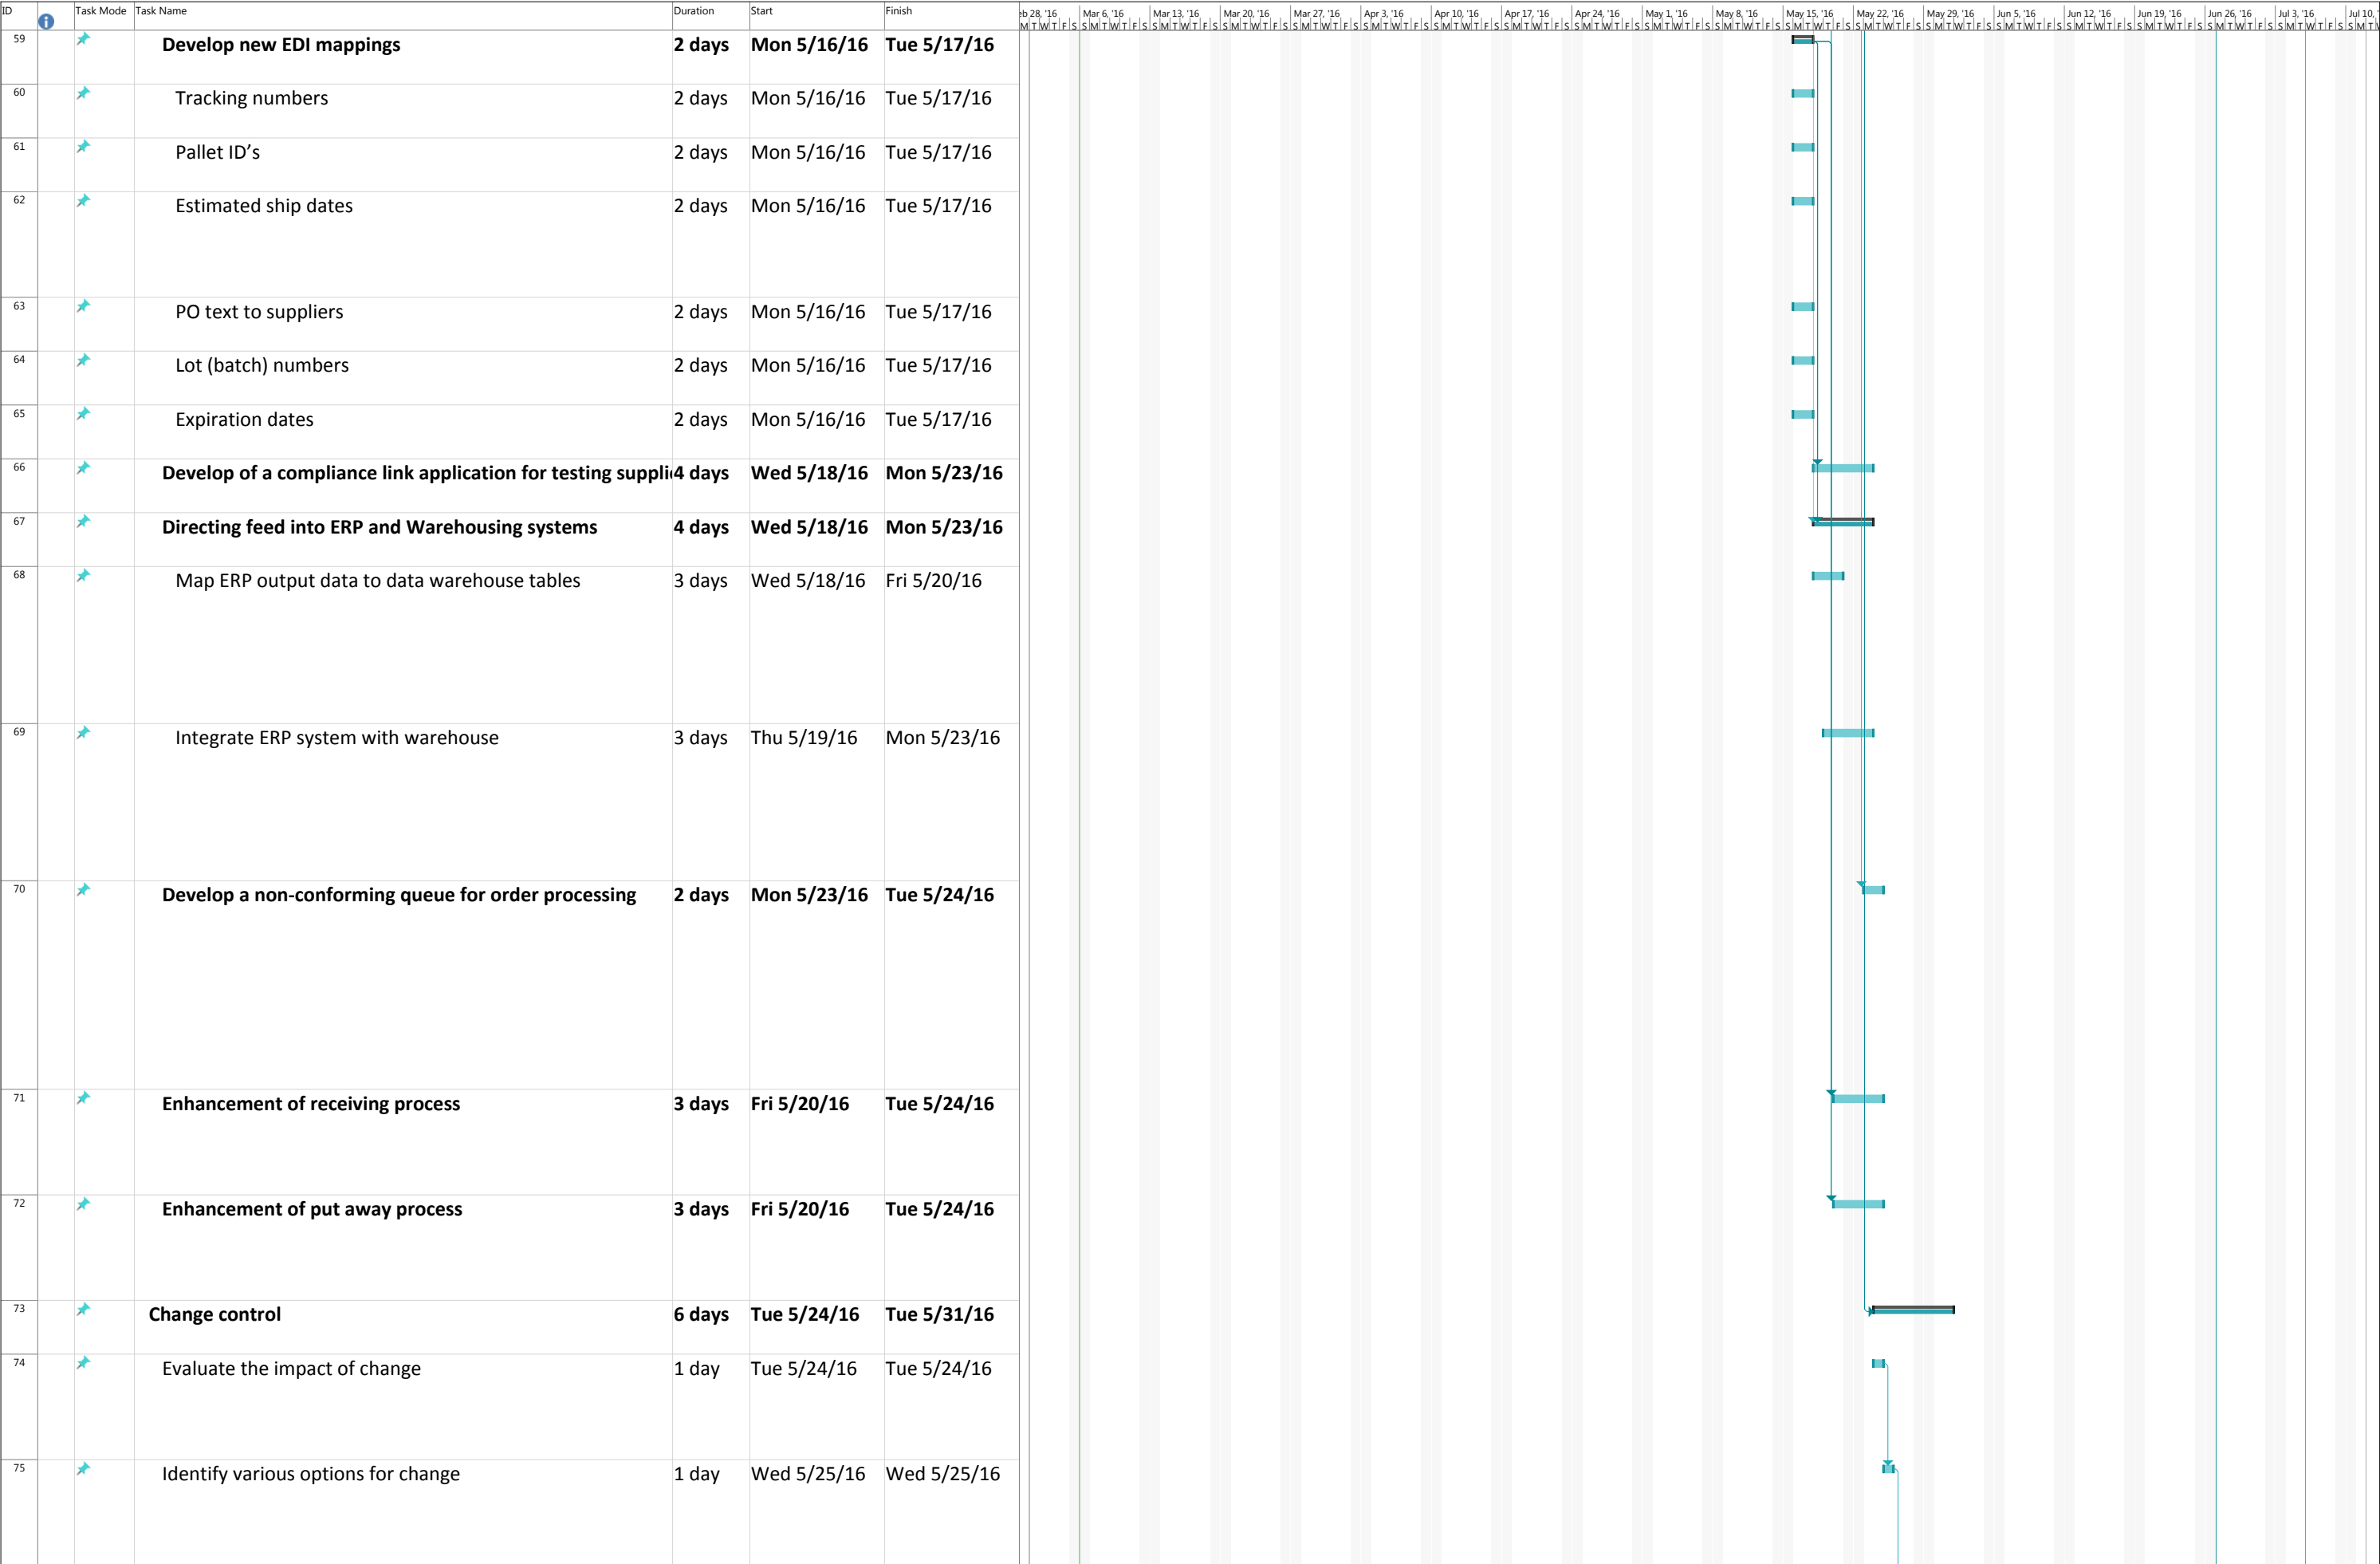 ID Task Mode Task Name Duration Start Finish
eb 28, '16 Mar 6, '16 Mar 13, '16 Mar 20, '16 Mar 27, '16 Apr 3, '16 Apr 10, '16 Apr 17, '16 Apr 24, '16 May 1, '16 May 8, '16 May 15, '16 May 22, '16 May 29, '16 Jun 5, '16 Jun 12, '16 Jun 19, '16 Jun 26, '16 Jul 3, '16 Jul 10, '
M T W T F S S M T W T F S S M T W T F S S M T W T F S S M T W T F S S M T W T F S S M T W T F S S M T W T F S S M T W T F S S M T W T F S S M T W T F S S M T W T F S S M T W T F S S M T W T F S S M T W T F S S M T W T F S S M T W T F S S M T W T F S S M T W T F S S M T W T F S S M T
59 Develop new EDI mappings 2 days Mon 5/16/16 Tue 5/17/16
60 Tracking numbers 2 days Mon 5/16/16 Tue 5/17/16
61 Pallet ID’s 2 days Mon 5/16/16 Tue 5/17/16
62 Estimated ship dates 2 days Mon 5/16/16 Tue 5/17/16
63 PO text to suppliers 2 days Mon 5/16/16 Tue 5/17/16
64 Lot (batch) numbers 2 days Mon 5/16/16 Tue 5/17/16
65 Expiration dates 2 days Mon 5/16/16 Tue 5/17/16
66 Develop of a compliance link application for testing suppli 4 days Wed 5/18/16 Mon 5/23/16
67 Directing feed into ERP and Warehousing systems 4 days Wed 5/18/16 Mon 5/23/16
68 Map ERP output data to data warehouse tables 3 days Wed 5/18/16 Fri 5/20/16
69 Integrate ERP system with warehouse 3 days Thu 5/19/16 Mon 5/23/16
70 Develop a non-conforming queue for order processing 2 days Mon 5/23/16 Tue 5/24/16
71 Enhancement of receiving process 3 days Fri 5/20/16 Tue 5/24/16
72 Enhancement of put away process 3 days Fri 5/20/16 Tue 5/24/16
73 Change control 6 days Tue 5/24/16 Tue 5/31/16
74 Evaluate the impact of change 1 day Tue 5/24/16 Tue 5/24/16
75 Identify various options for change 1 day Wed 5/25/16 Wed 5/25/16